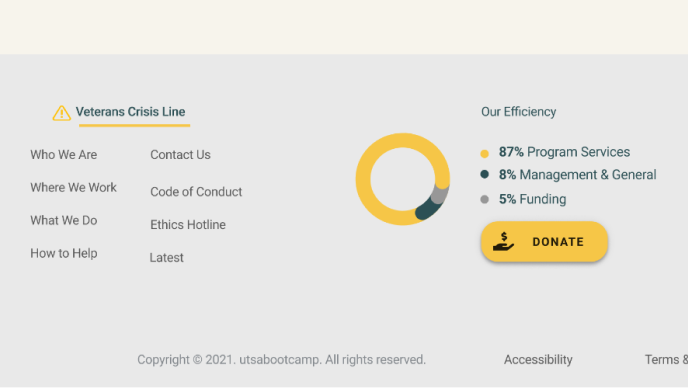 Veterans Crisis Line
Who We Are
Where We Work
What We Do
How to Help
Contact Us
Code of Conduct
Ethics Hotline
Latest
Our Efficiency
87% Program Services
8% Management & General
5% Funding
$
DONATE
Copyright © 2021. utsabootcamp. All rights reserved.
Accessibility
Terms &